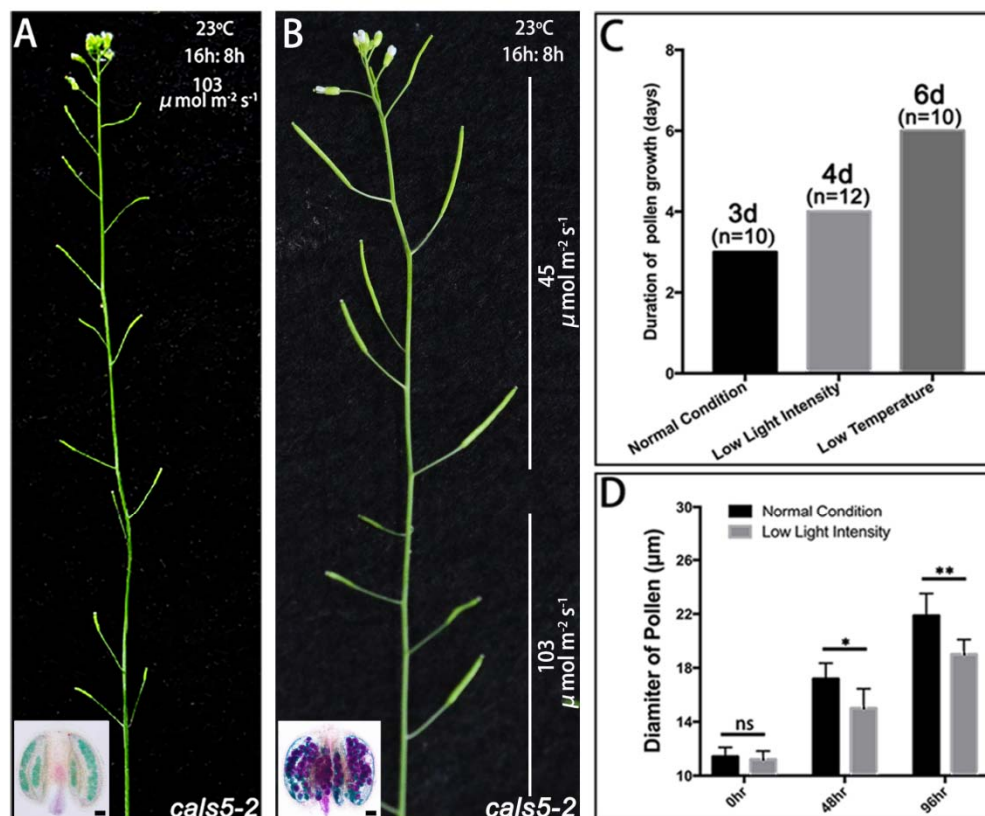 A
23°C
16h: 8h
103
μ mol m⁻² s⁻¹
cals5-2
B
23°C
16h: 8h
45
μ mol m⁻² s⁻¹
103
μ mol m⁻² s⁻¹
cals5-2
C
Duration of pollen growth (days)
8
6
4
2
0
3d
(n=10)
4d
(n=12)
6d
(n=10)
Normal Condition
Low Light Intensity
Low Temperature
D
Normal Condition
Low Light Intensity
Diamiter of Pollen (μm)
30
26
22
18
14
10
ns
*
**
0hr
48hr
96hr